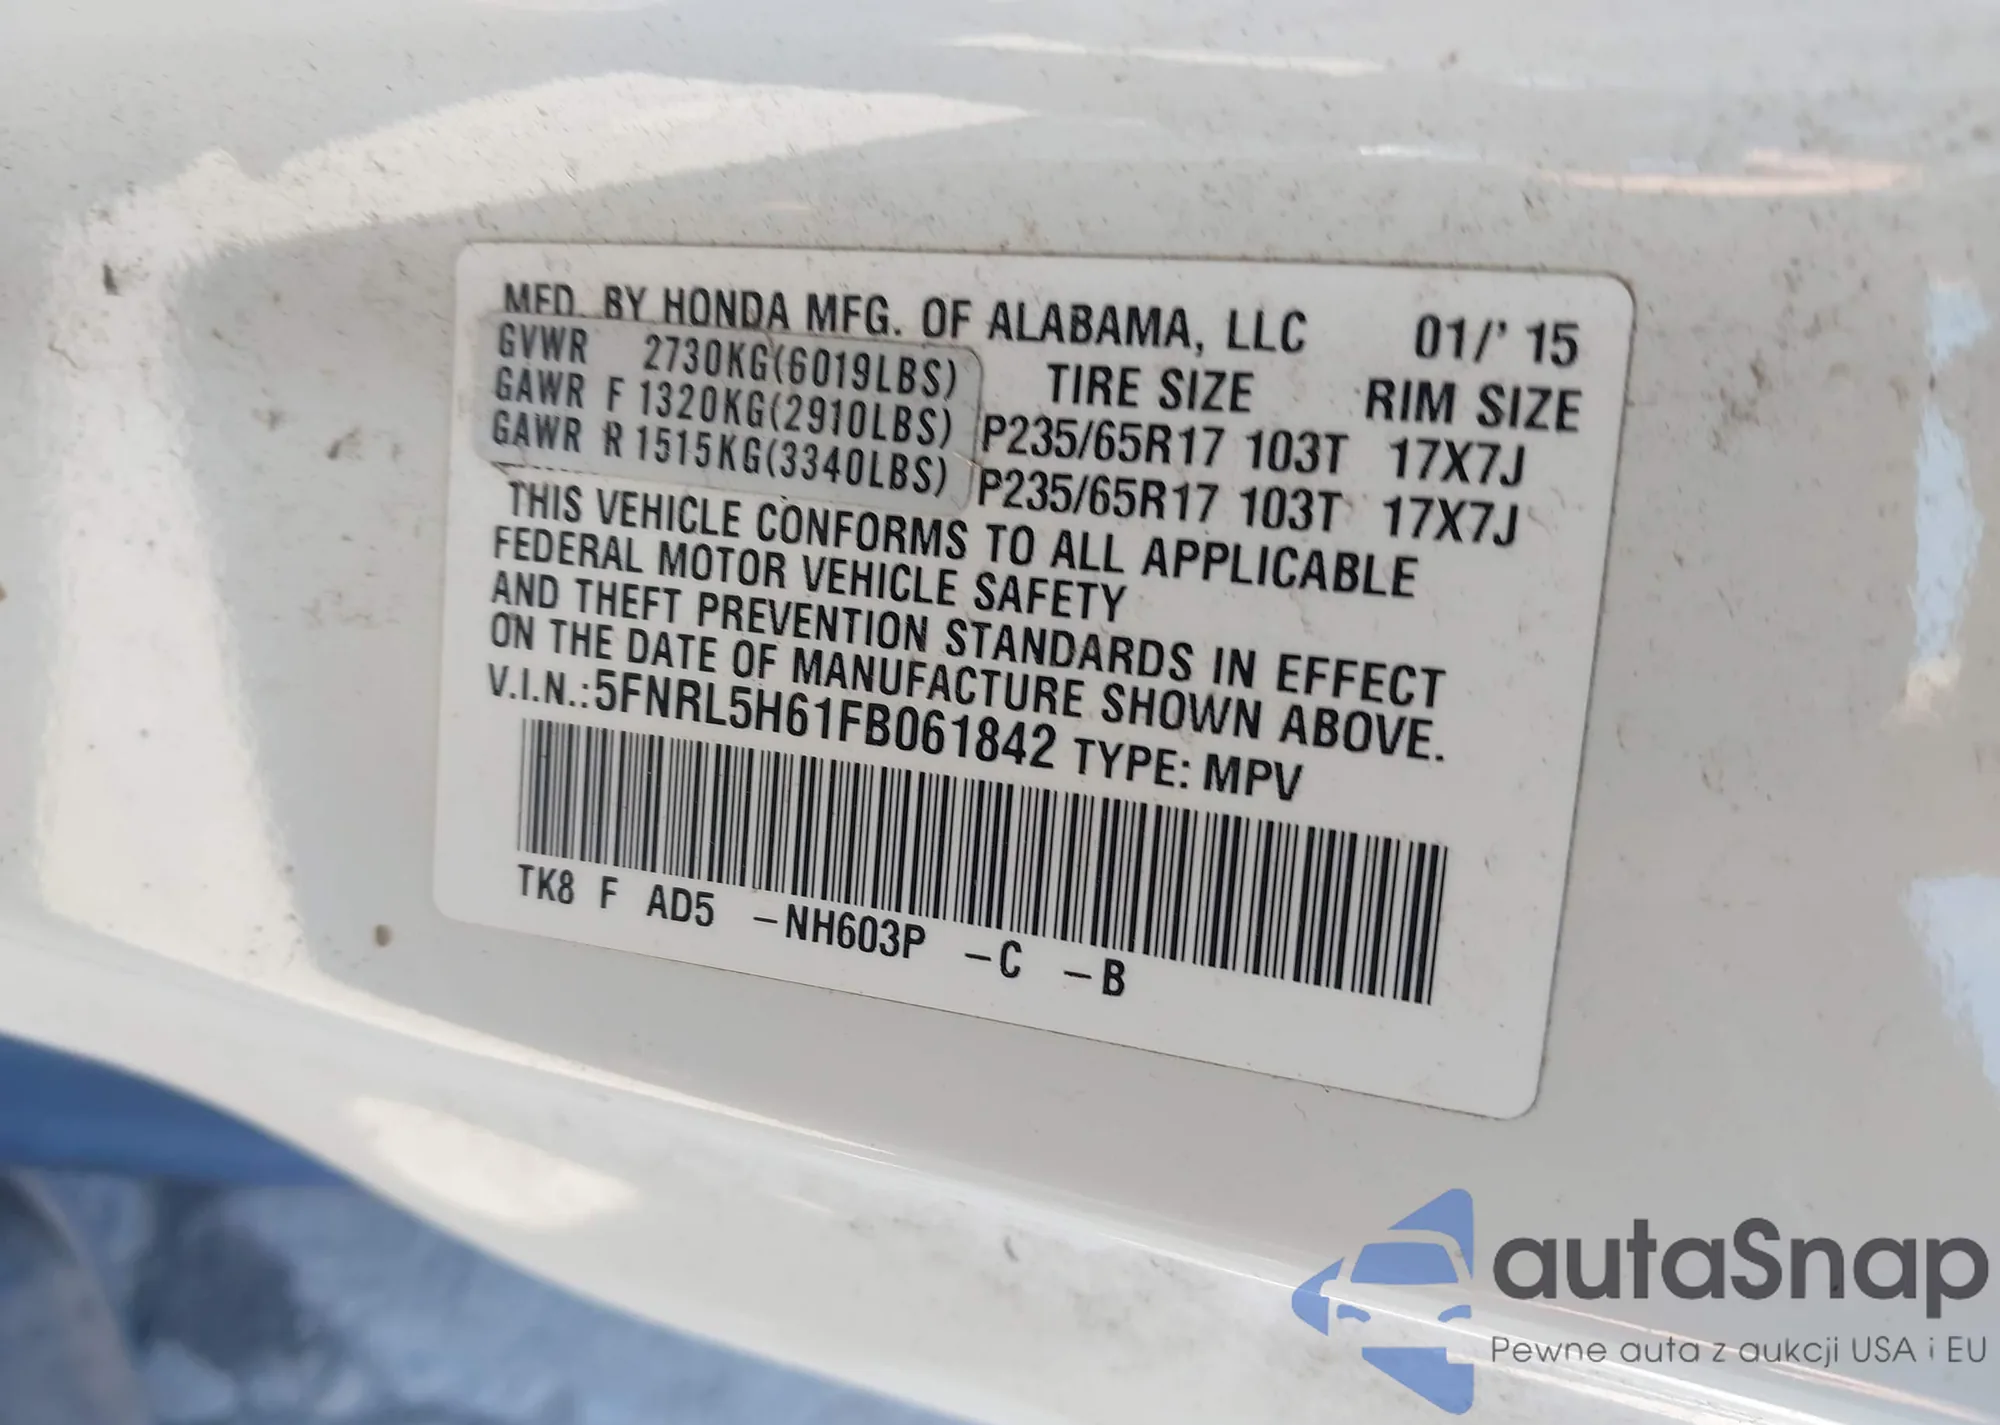 MFD. BY HONDA MFG. OF ALABAMA, LLC 01/' 15
GVWR 2730KG(6019LBS) TIRE SIZE RIM SIZE
GAWR F 1320KG(2910LBS) P235/65R17 103T 17X7J
GAWR R 1515KG(3340LBS) P235/65R17 103T 17X7J
THIS VEHICLE CONFORMS TO ALL APPLICABLE
FEDERAL MOTOR VEHICLE SAFETY
AND THEFT PREVENTION STANDARDS IN EFFECT
ON THE DATE OF MANUFACTURE SHOWN ABOVE.
V.I.N.:5FNRL5H61FB061842 TYPE: MPV
TK8 F AD5 -NH603P -C -B
autaSnap
Pewne auta z aukcji USA i EU